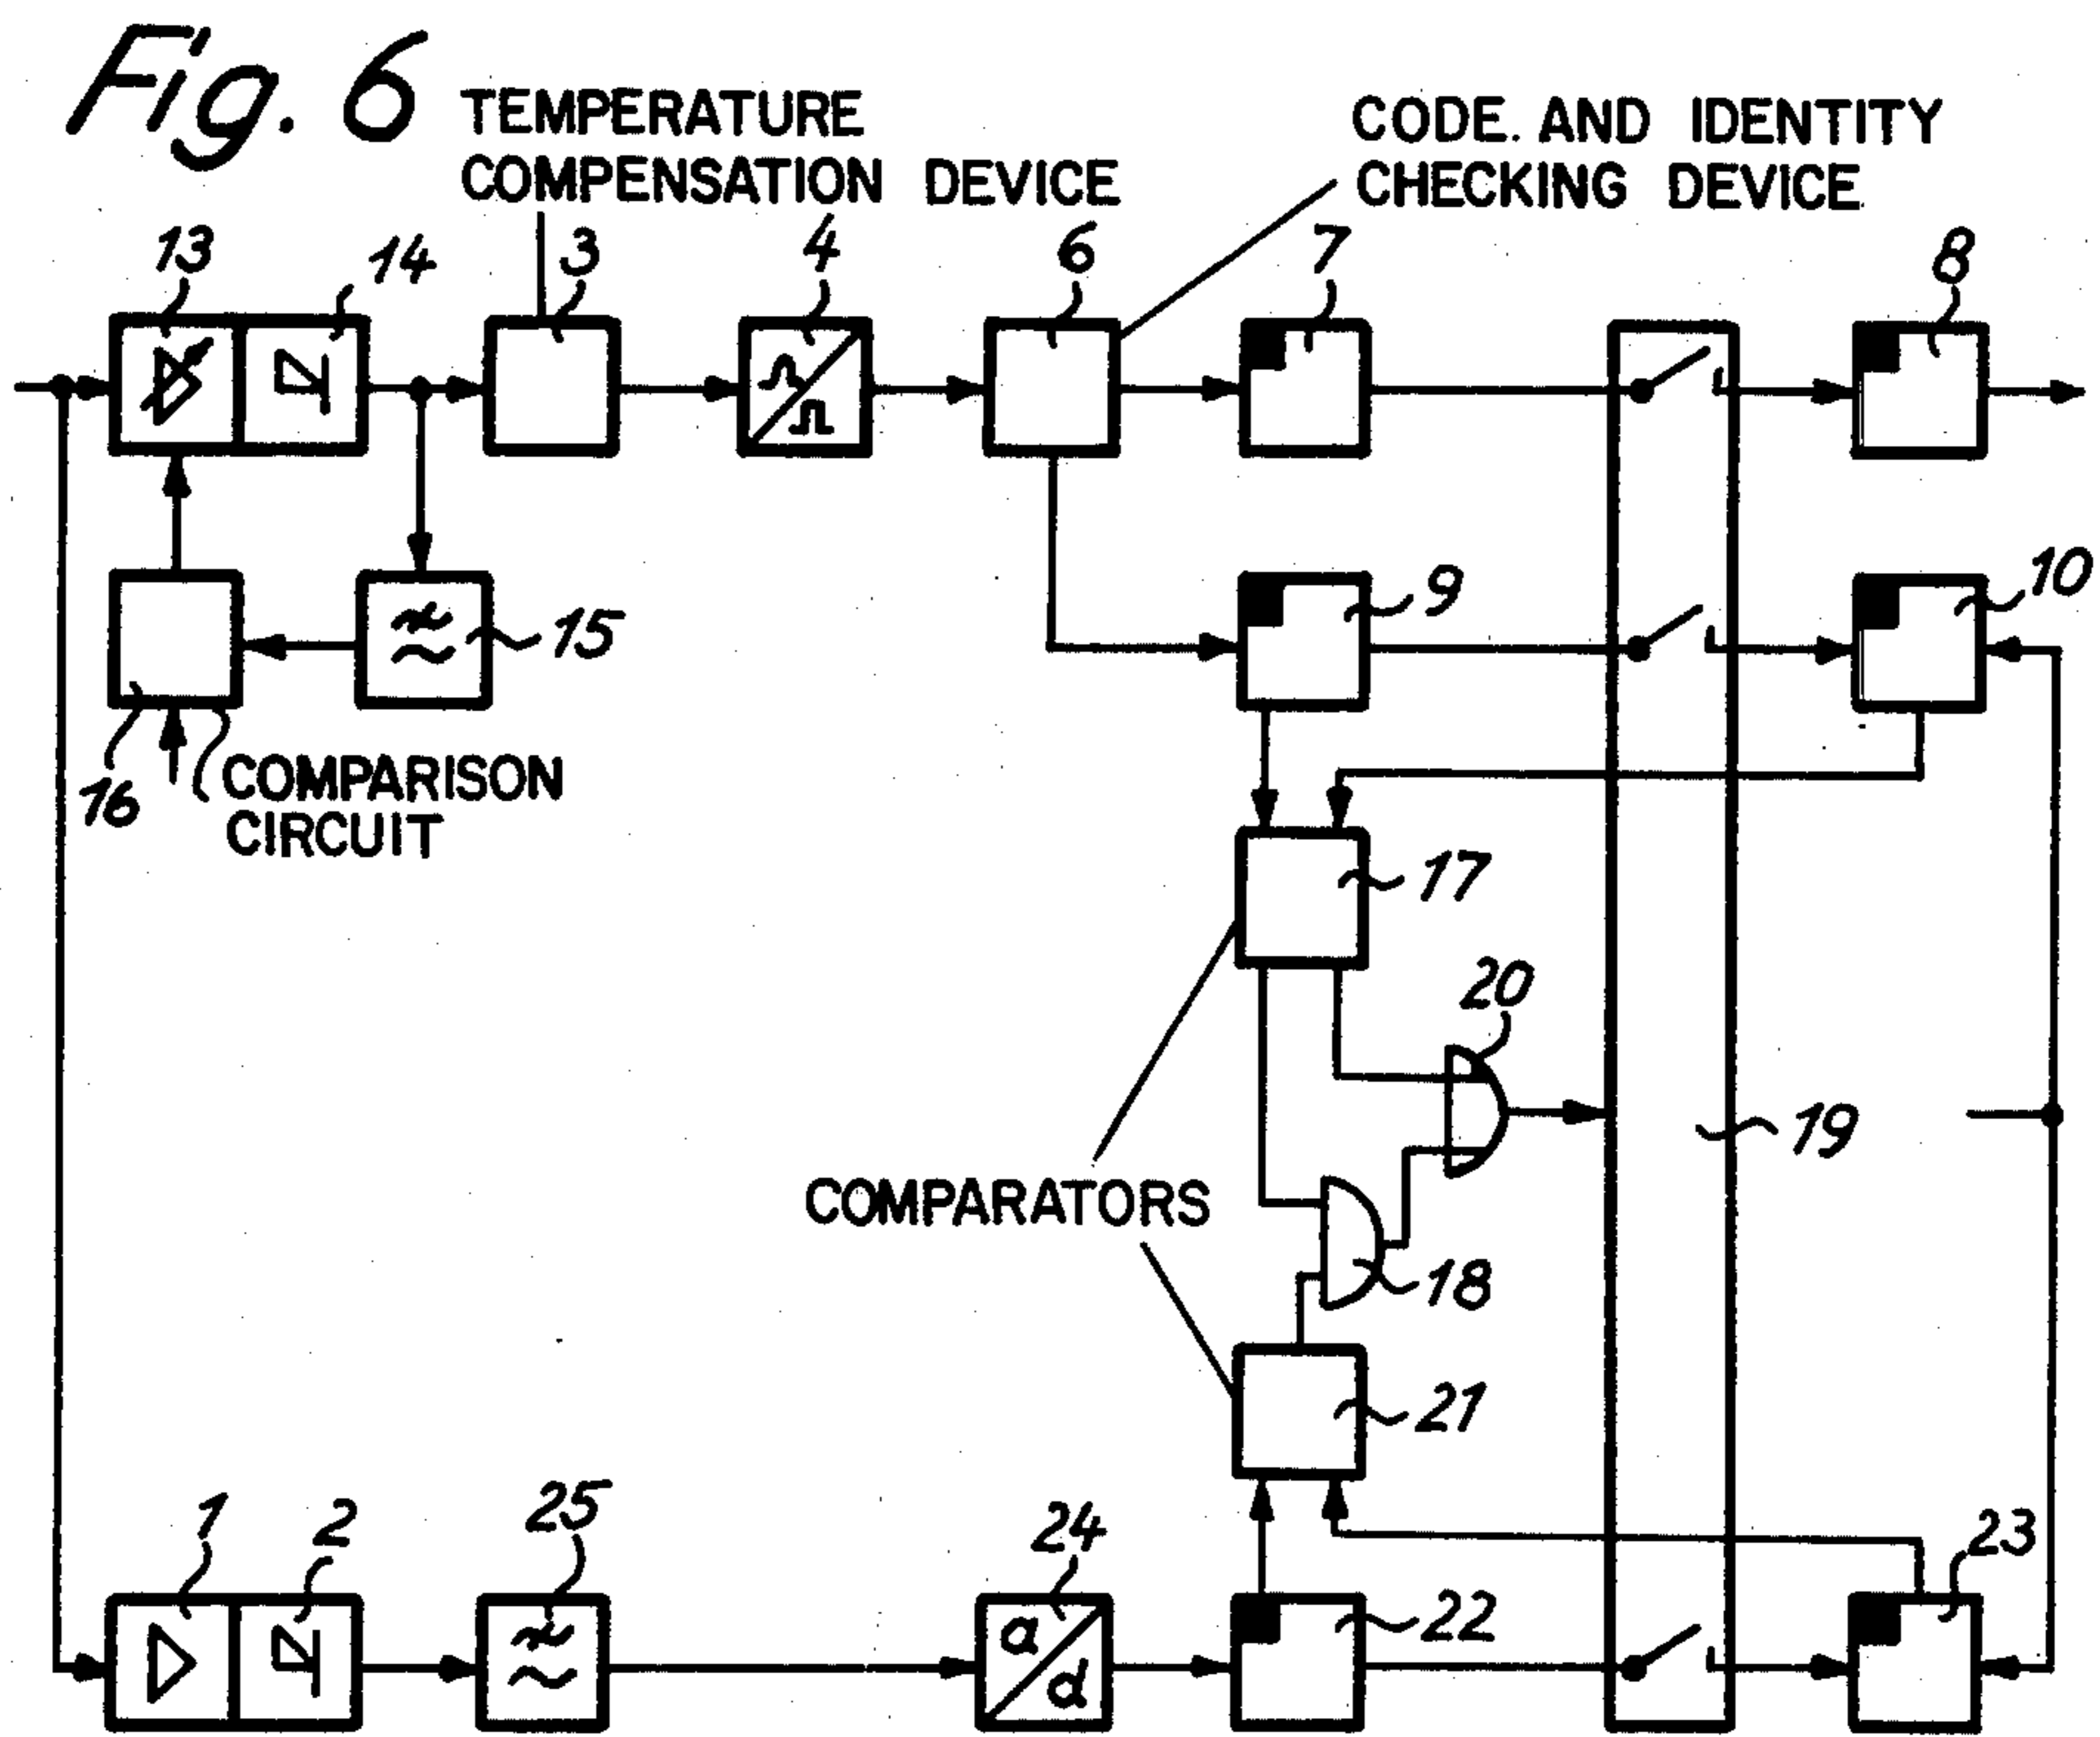 Fig. 6
TEMPERATURE
COMPENSATION DEVICE
CODE. AND IDENTITY
CHECKING DEVICE
13
14
3
4
6
7
8
15
9
10
16
COMPARISON
CIRCUIT
17
20
19
COMPARATORS
18
21
1
2
25
24
a
d
22
23